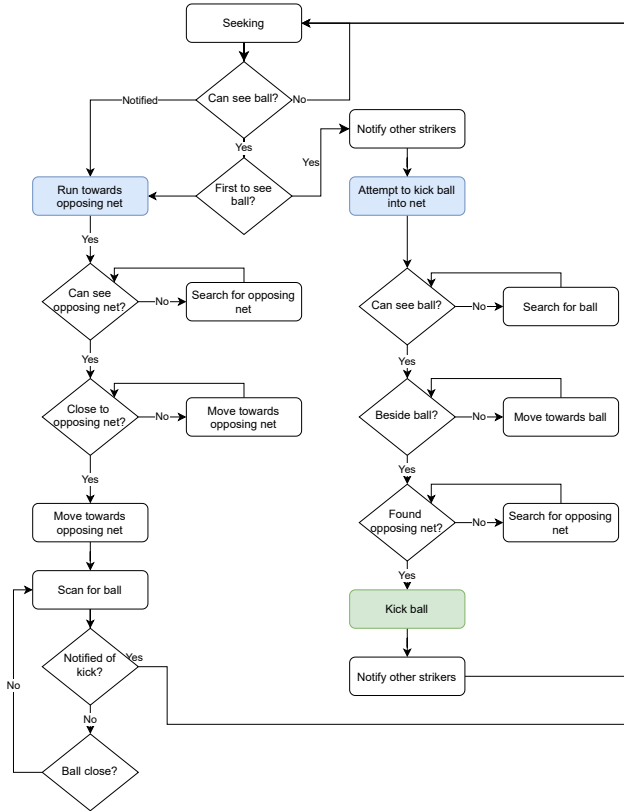 Seeking
Can see ball?
No
Notified
Yes
Notify other strikers
Yes
First to see
ball?
Run towards
opposing net
Attempt to kick ball
into net
Yes
Can see
opposing net?
No
Search for opposing
net
Can see ball?
No
Search for ball
Yes
Yes
Close to
opposing net?
No
Move towards
opposing net
Beside ball?
No
Move towards ball
Yes
Yes
Move towards
opposing net
Found
opposing net?
No
Search for opposing
net
Yes
Scan for ball
Kick ball
Notified of
kick?
Yes
Notify other strikers
No
No
Ball close?